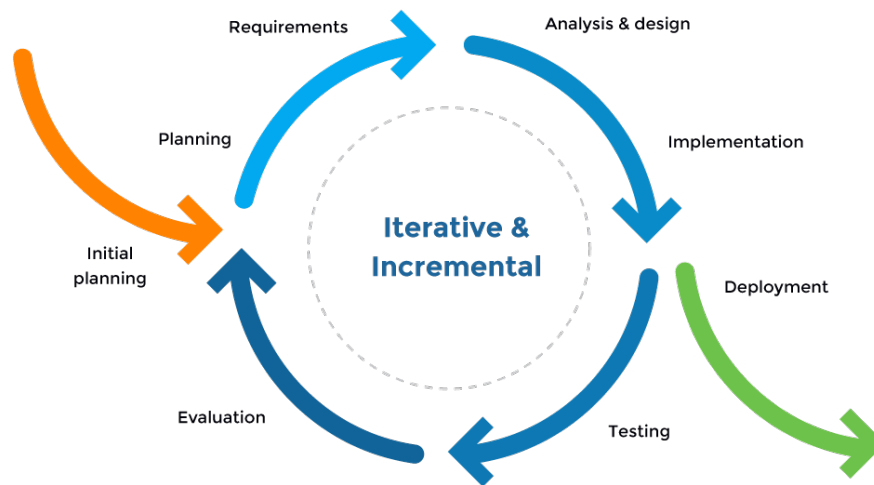 Requirements
Analysis & design
Planning
Implementation
Iterative &
Incremental
Initial
planning
Deployment
Evaluation
Testing